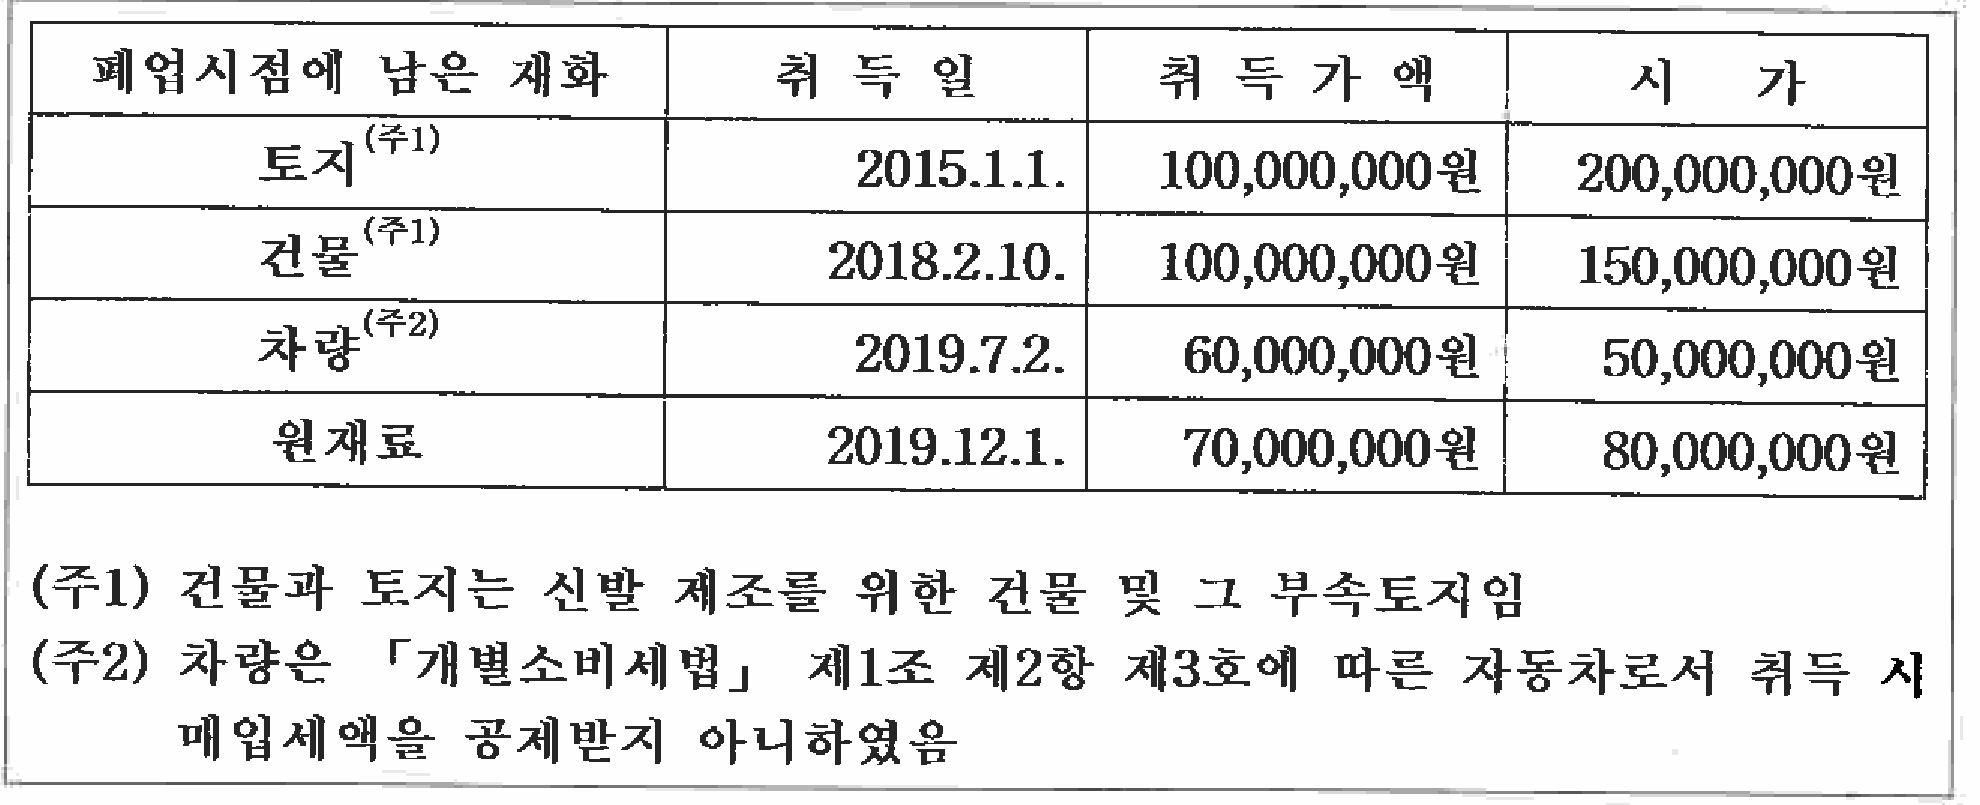 폐업시점에 남은 재화 취 득 일 취 득 가 액 시 가
토지(주1) 2015.1.1. 100,000,000원 200,000,000원
건물(주1) 2018.2.10. 100,000,000원 150,000,000원
차량(주2) 2019.7.2. 60,000,000원 50,000,000원
원재료 2019.12.1. 70,000,000원 80,000,000원
(주1) 건물과 토지는 신발 제조를 위한 건물 및 그 부속토지임
(주2) 차량은 「개별소비세법」 제1조 제2항 제3호에 따른 자동차로서 취득 시
매입세액을 공제받지 아니하였음